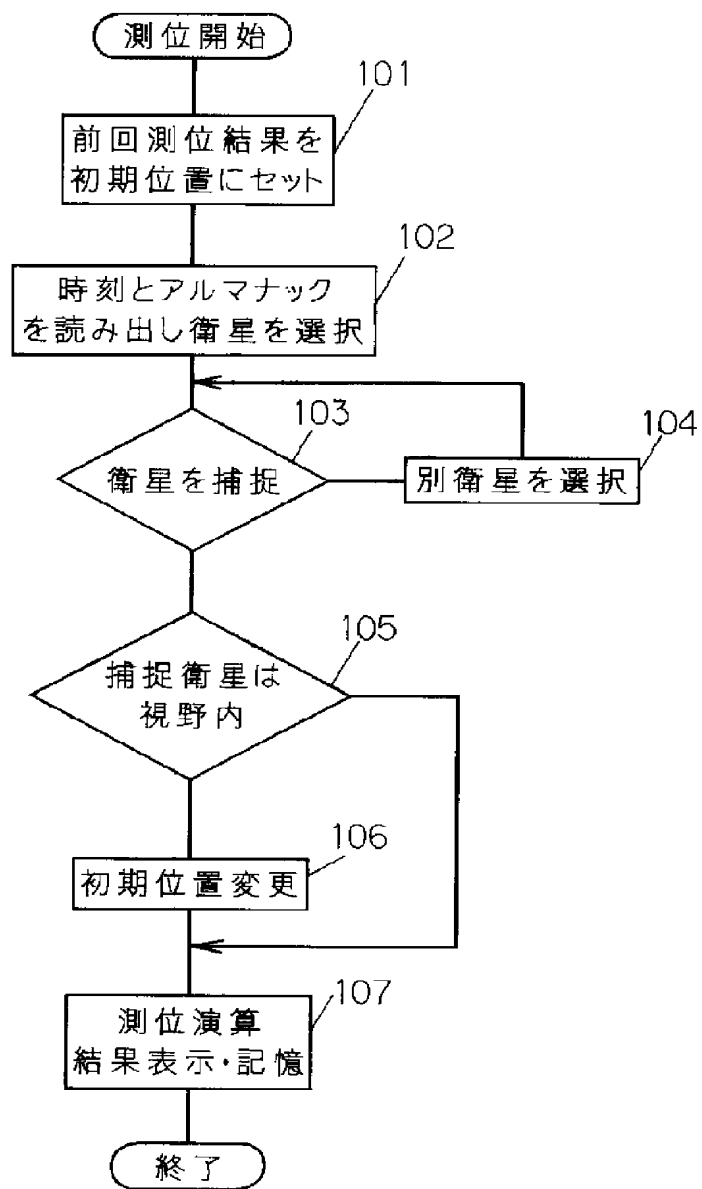 測位開始
101
前回測位結果を
初期位置にセット
102
時刻とアルマナック
を読み出し衛星を選択
103
衛星を捕捉
104
別衛星を選択
105
捕捉衛星は
視野内
106
初期位置変更
107
測位演算
結果表示・記憶
終了